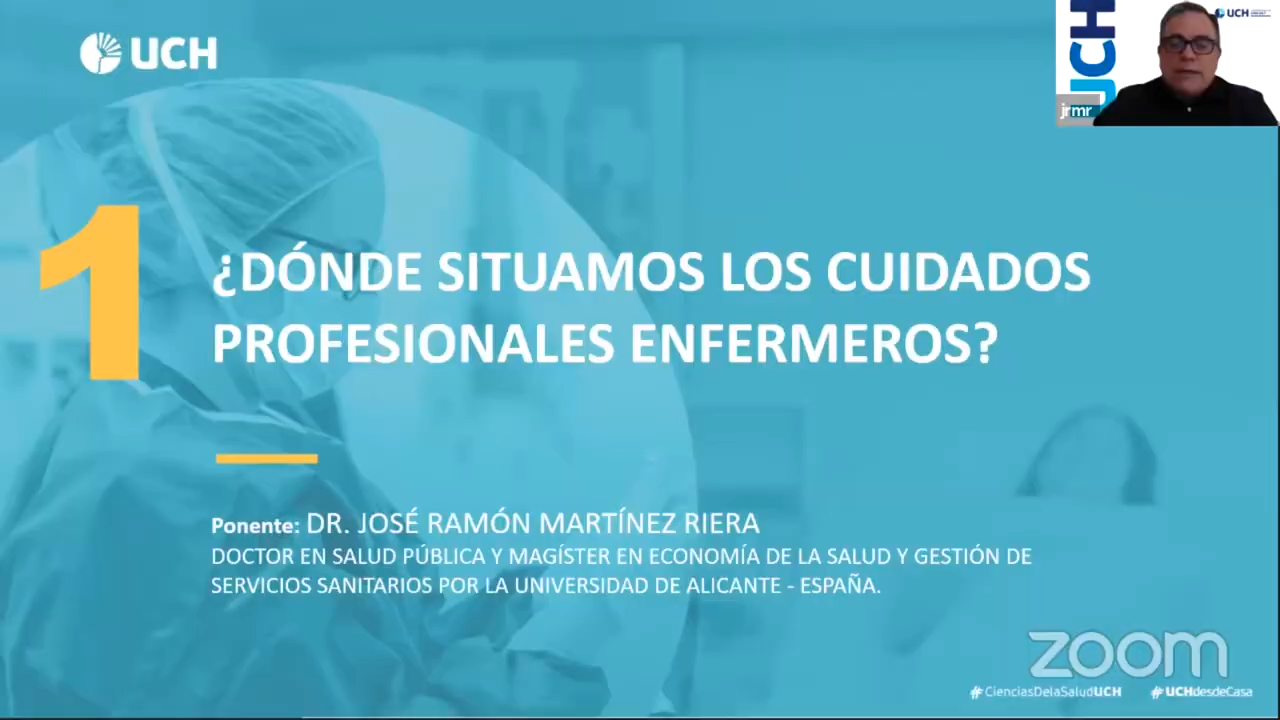 UCH
UCH
UCH
jrmr
1
¿DÓNDE SITUAMOS LOS CUIDADOS
PROFESIONALES ENFERMEROS?
Ponente: DR. JOSÉ RAMÓN MARTÍNEZ RIERA
DOCTOR EN SALUD PÚBLICA Y MAGÍSTER EN ECONOMÍA DE LA SALUD Y GESTIÓN DE
SERVICIOS SANITARIOS POR LA UNIVERSIDAD DE ALICANTE - ESPAÑA.
zoom
#CienciasDelaSaludUCH #UCHdesdeCasa